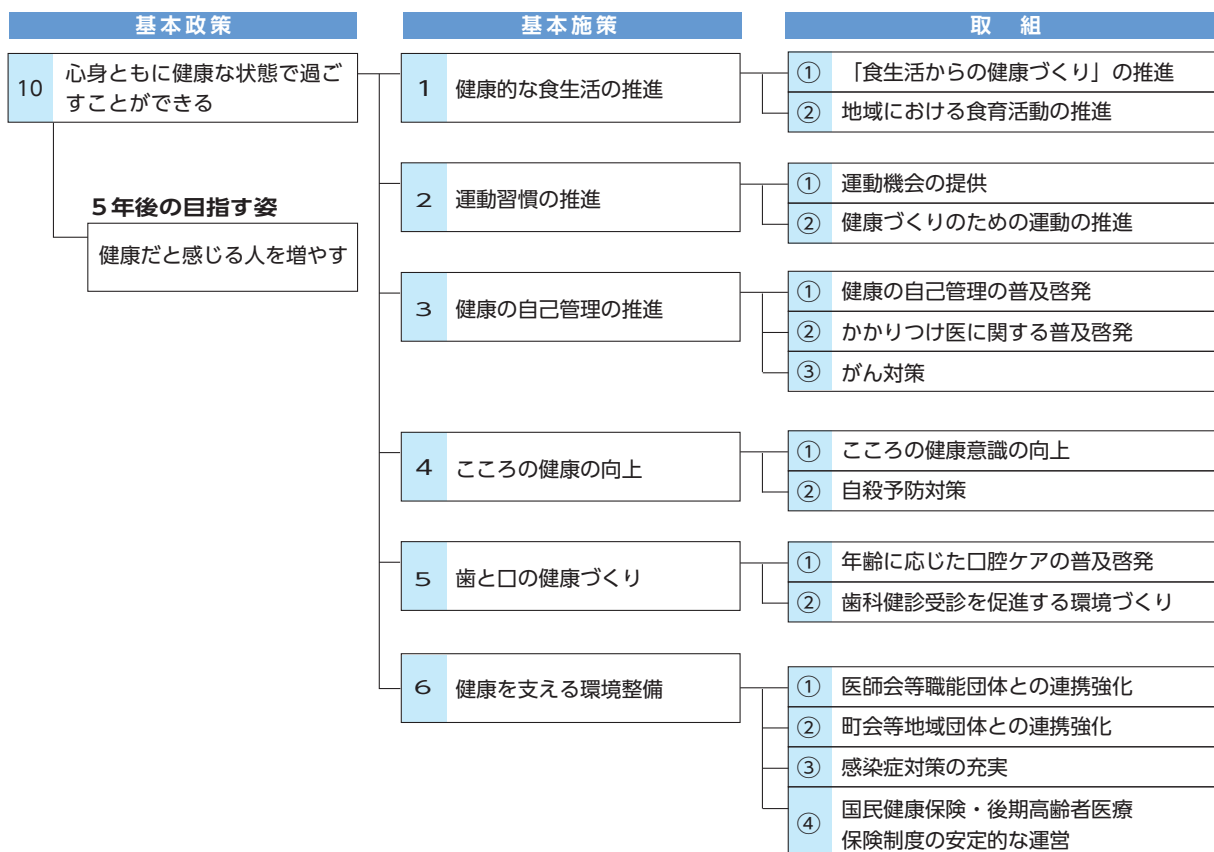 基本政策
基本施策
取　組
10
心身ともに健康な状態で過ご
すことができる
5年後の目指す姿
健康だと感じる人を増やす
1
健康的な食生活の推進
①
「食生活からの健康づくり」の推進
②
地域における食育活動の推進
2
運動習慣の推進
①
運動機会の提供
②
健康づくりのための運動の推進
3
健康の自己管理の推進
①
健康の自己管理の普及啓発
②
かかりつけ医に関する普及啓発
③
がん対策
4
こころの健康の向上
①
こころの健康意識の向上
②
自殺予防対策
5
歯と口の健康づくり
①
年齢に応じた口腔ケアの普及啓発
②
歯科健診受診を促進する環境づくり
6
健康を支える環境整備
①
医師会等職能団体との連携強化
②
町会等地域団体との連携強化
③
感染症対策の充実
④
国民健康保険・後期高齢者医療
保険制度の安定的な運営